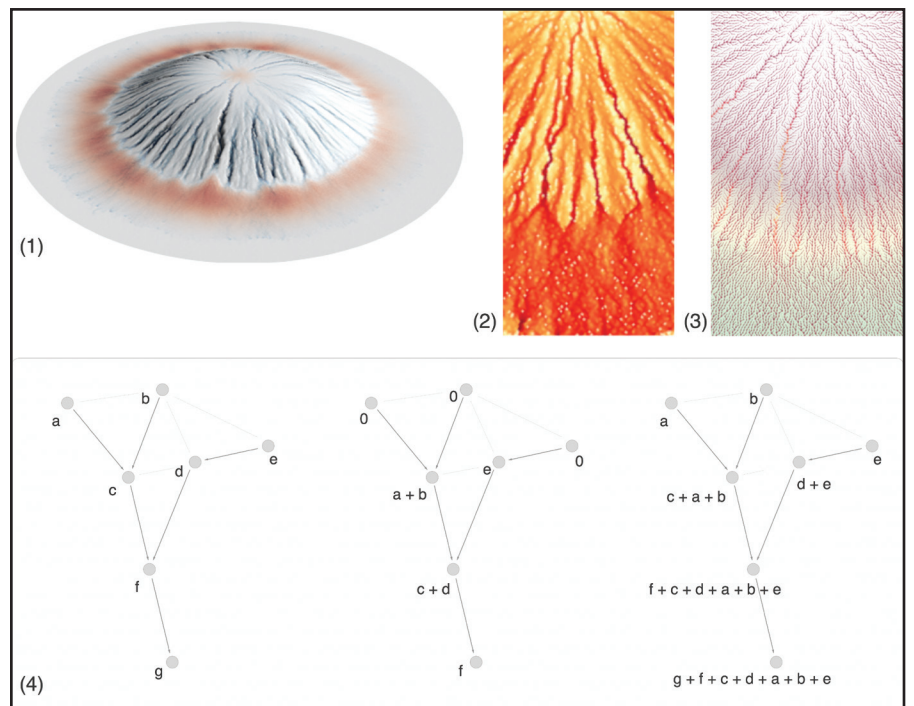 (1)
(2)
(3)
a
b
c
d
e
f
g
0
0
a + b
e
0
c + d
f
a
b
c + a + b
d + e
e
f + c + d + a + b + e
g + f + c + d + a + b + e
(4)